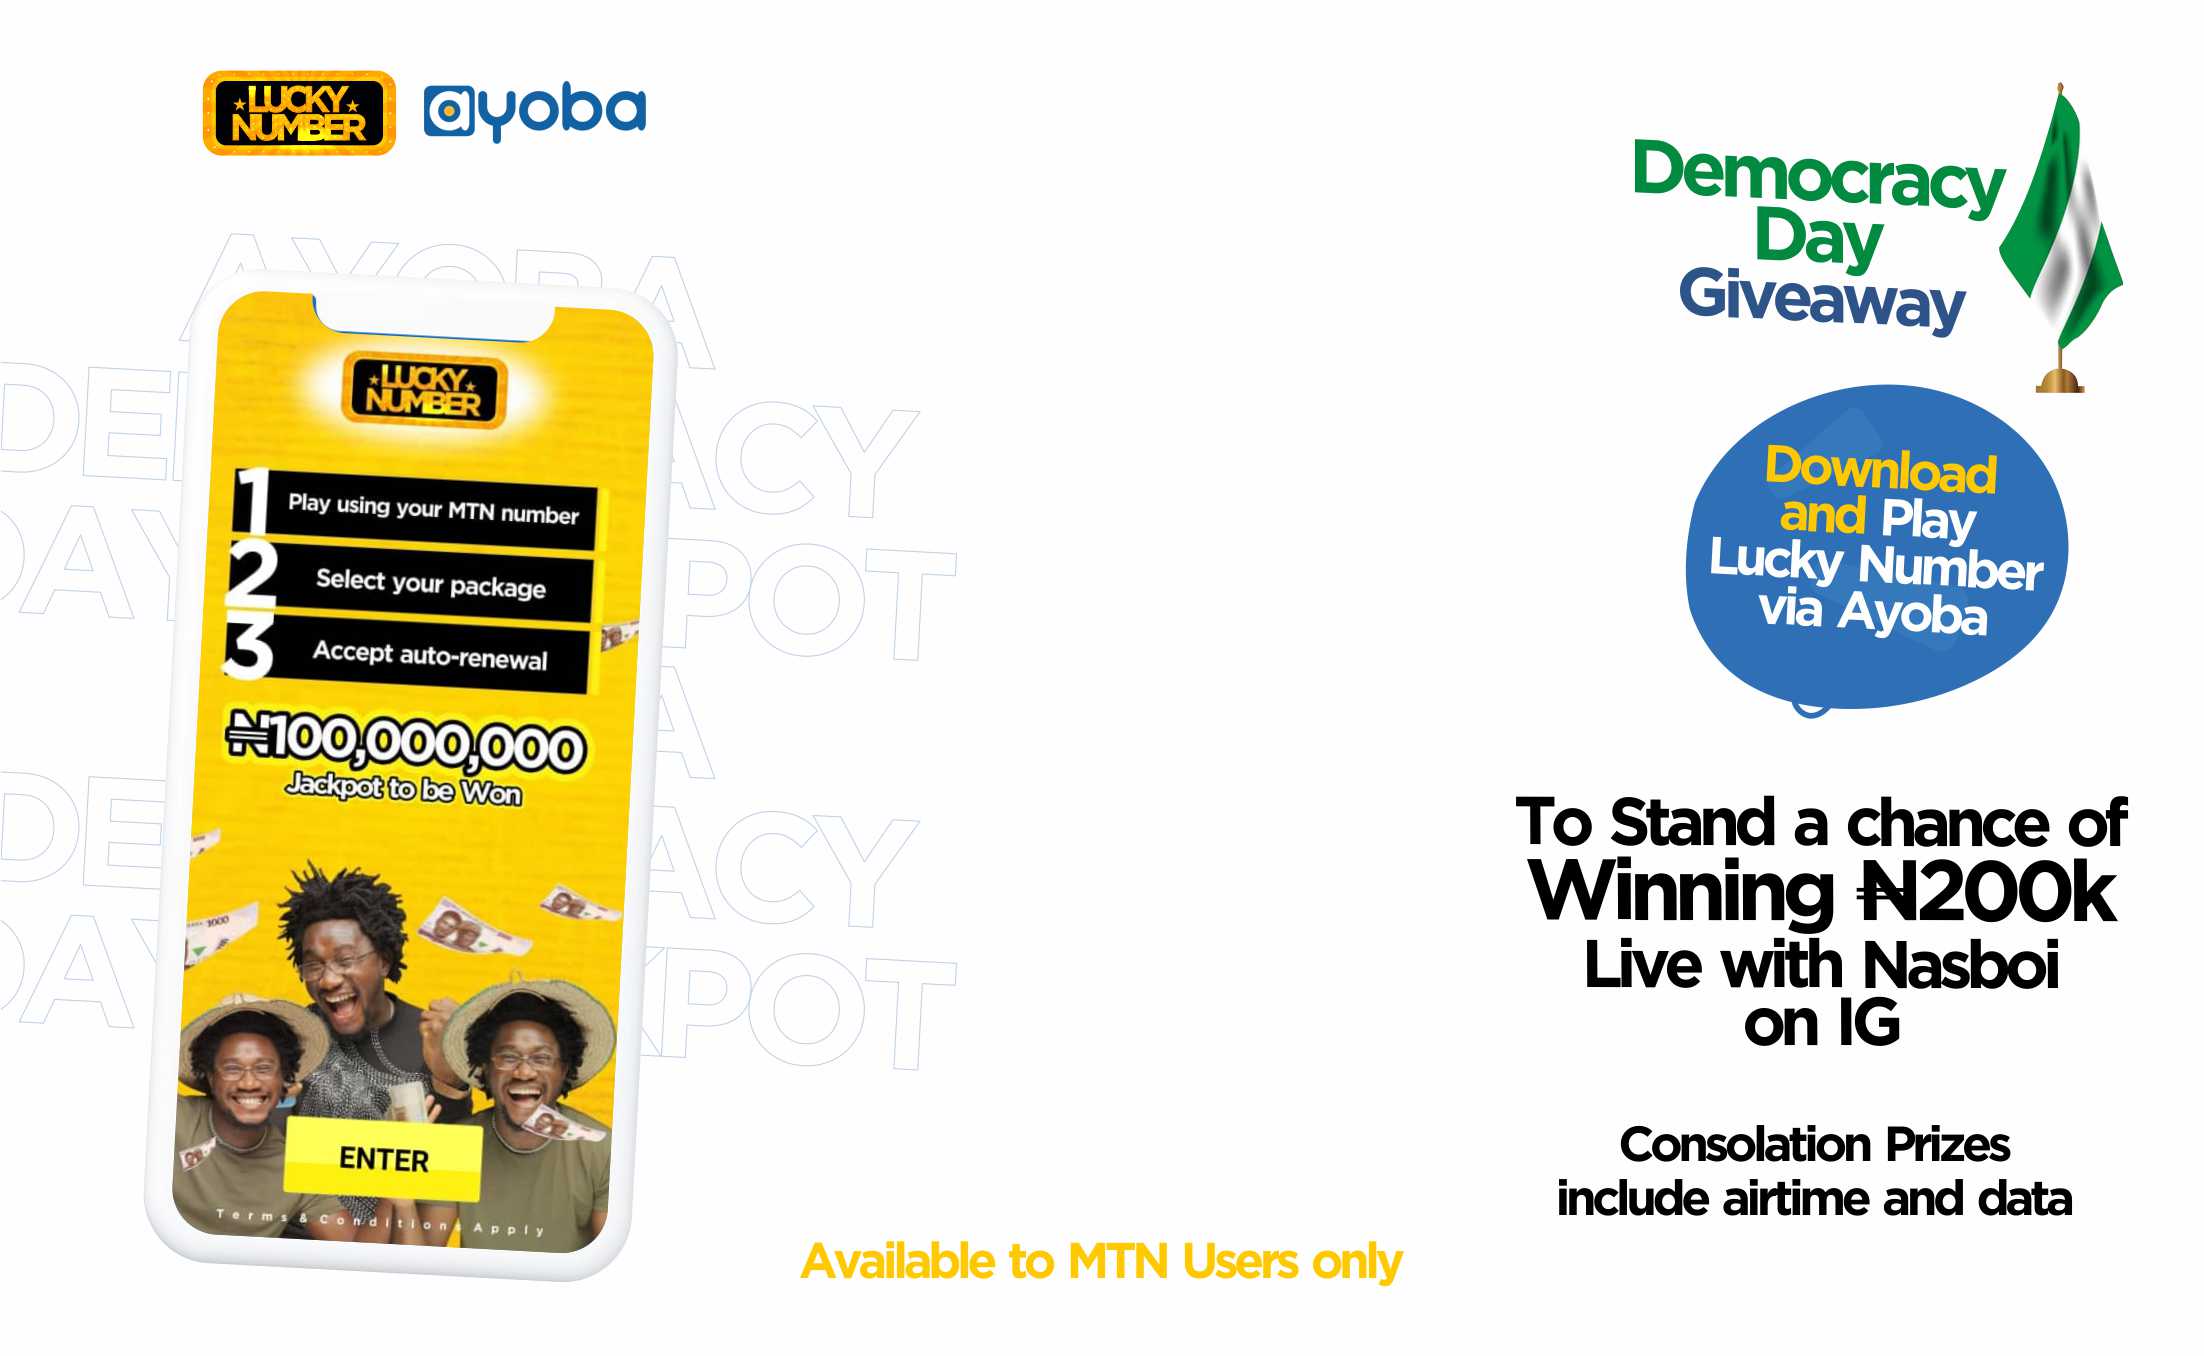 LUCKY
NUMBER
ayoba
Democracy
Day
Giveaway
AYOBA
LUCKY
NUMBER
1 Play using your MTN number
2 Select your package
3 Accept auto-renewal
₦100,000,000
Jackpot to be Won
1000
ENTER
Terms & Conditions Apply
Download
and Play
Lucky Number
via Ayoba
To Stand a chance of
Winning ₦200k
Live with Nasboi
on IG
Consolation Prizes
include airtime and data
Available to MTN Users only